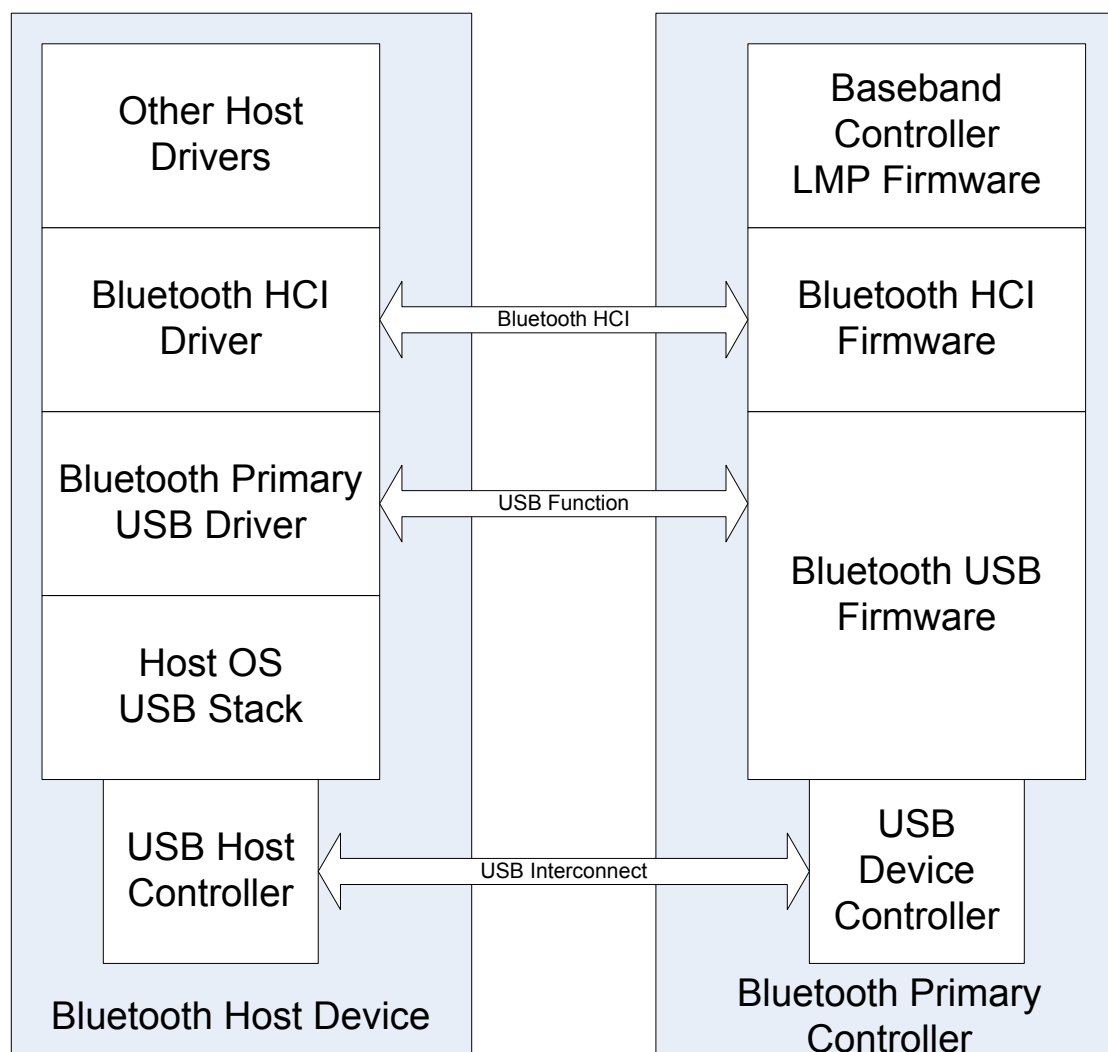 Other Host
Drivers
Bluetooth HCI
Driver
Bluetooth Primary
USB Driver
Host OS
USB Stack
USB Host
Controller
Bluetooth Host Device
Bluetooth HCI
USB Function
USB Interconnect
Baseband
Controller
LMP Firmware
Bluetooth HCI
Firmware
Bluetooth USB
Firmware
USB
Device
Controller
Bluetooth Primary
Controller